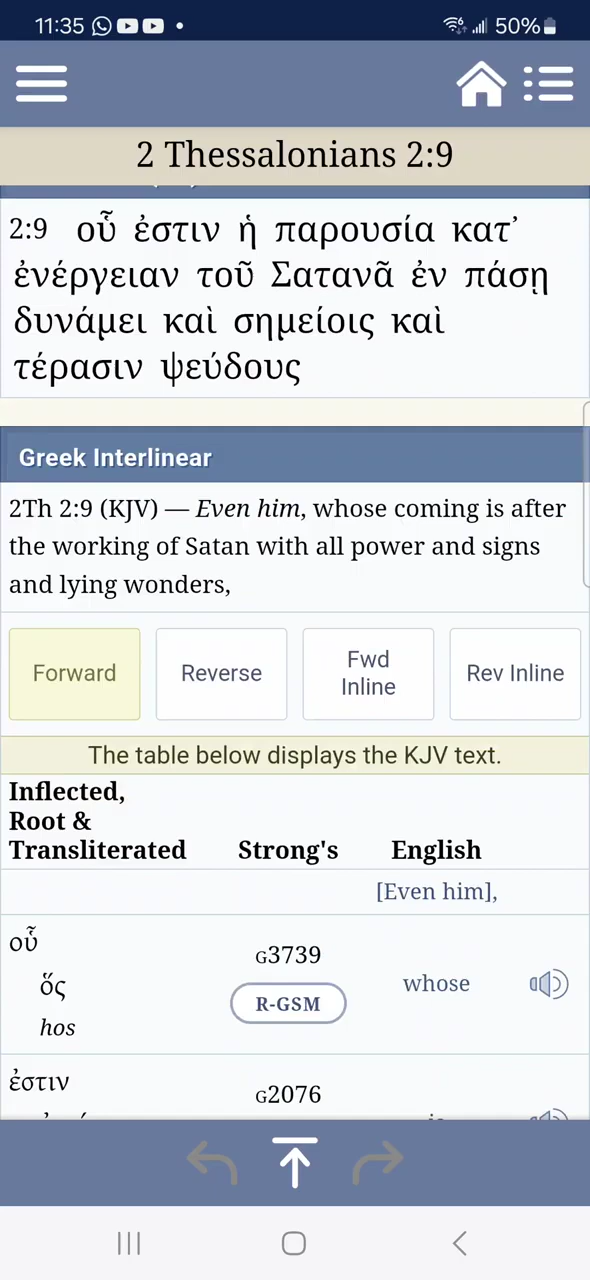 11:35 50%
2 Thessalonians 2:9
2:9 οὗ ἐστιν ἡ παρουσία κατ᾽
ἐνέργειαν τοῦ Σατανᾶ ἐν πάσῃ
δυνάμει καὶ σημείοις καὶ
τέρασιν ψεύδους
Greek Interlinear
2Th 2:9 (KJV) — Even him, whose coming is after
the working of Satan with all power and signs
and lying wonders,
Forward
Reverse
Fwd
Inline
Rev Inline
The table below displays the KJV text.
Inflected,
Root &
Transliterated Strong's English
[Even him],
οὗ
G3739
ὅς
whose
R-GSM
hos
ἐστιν
G2076